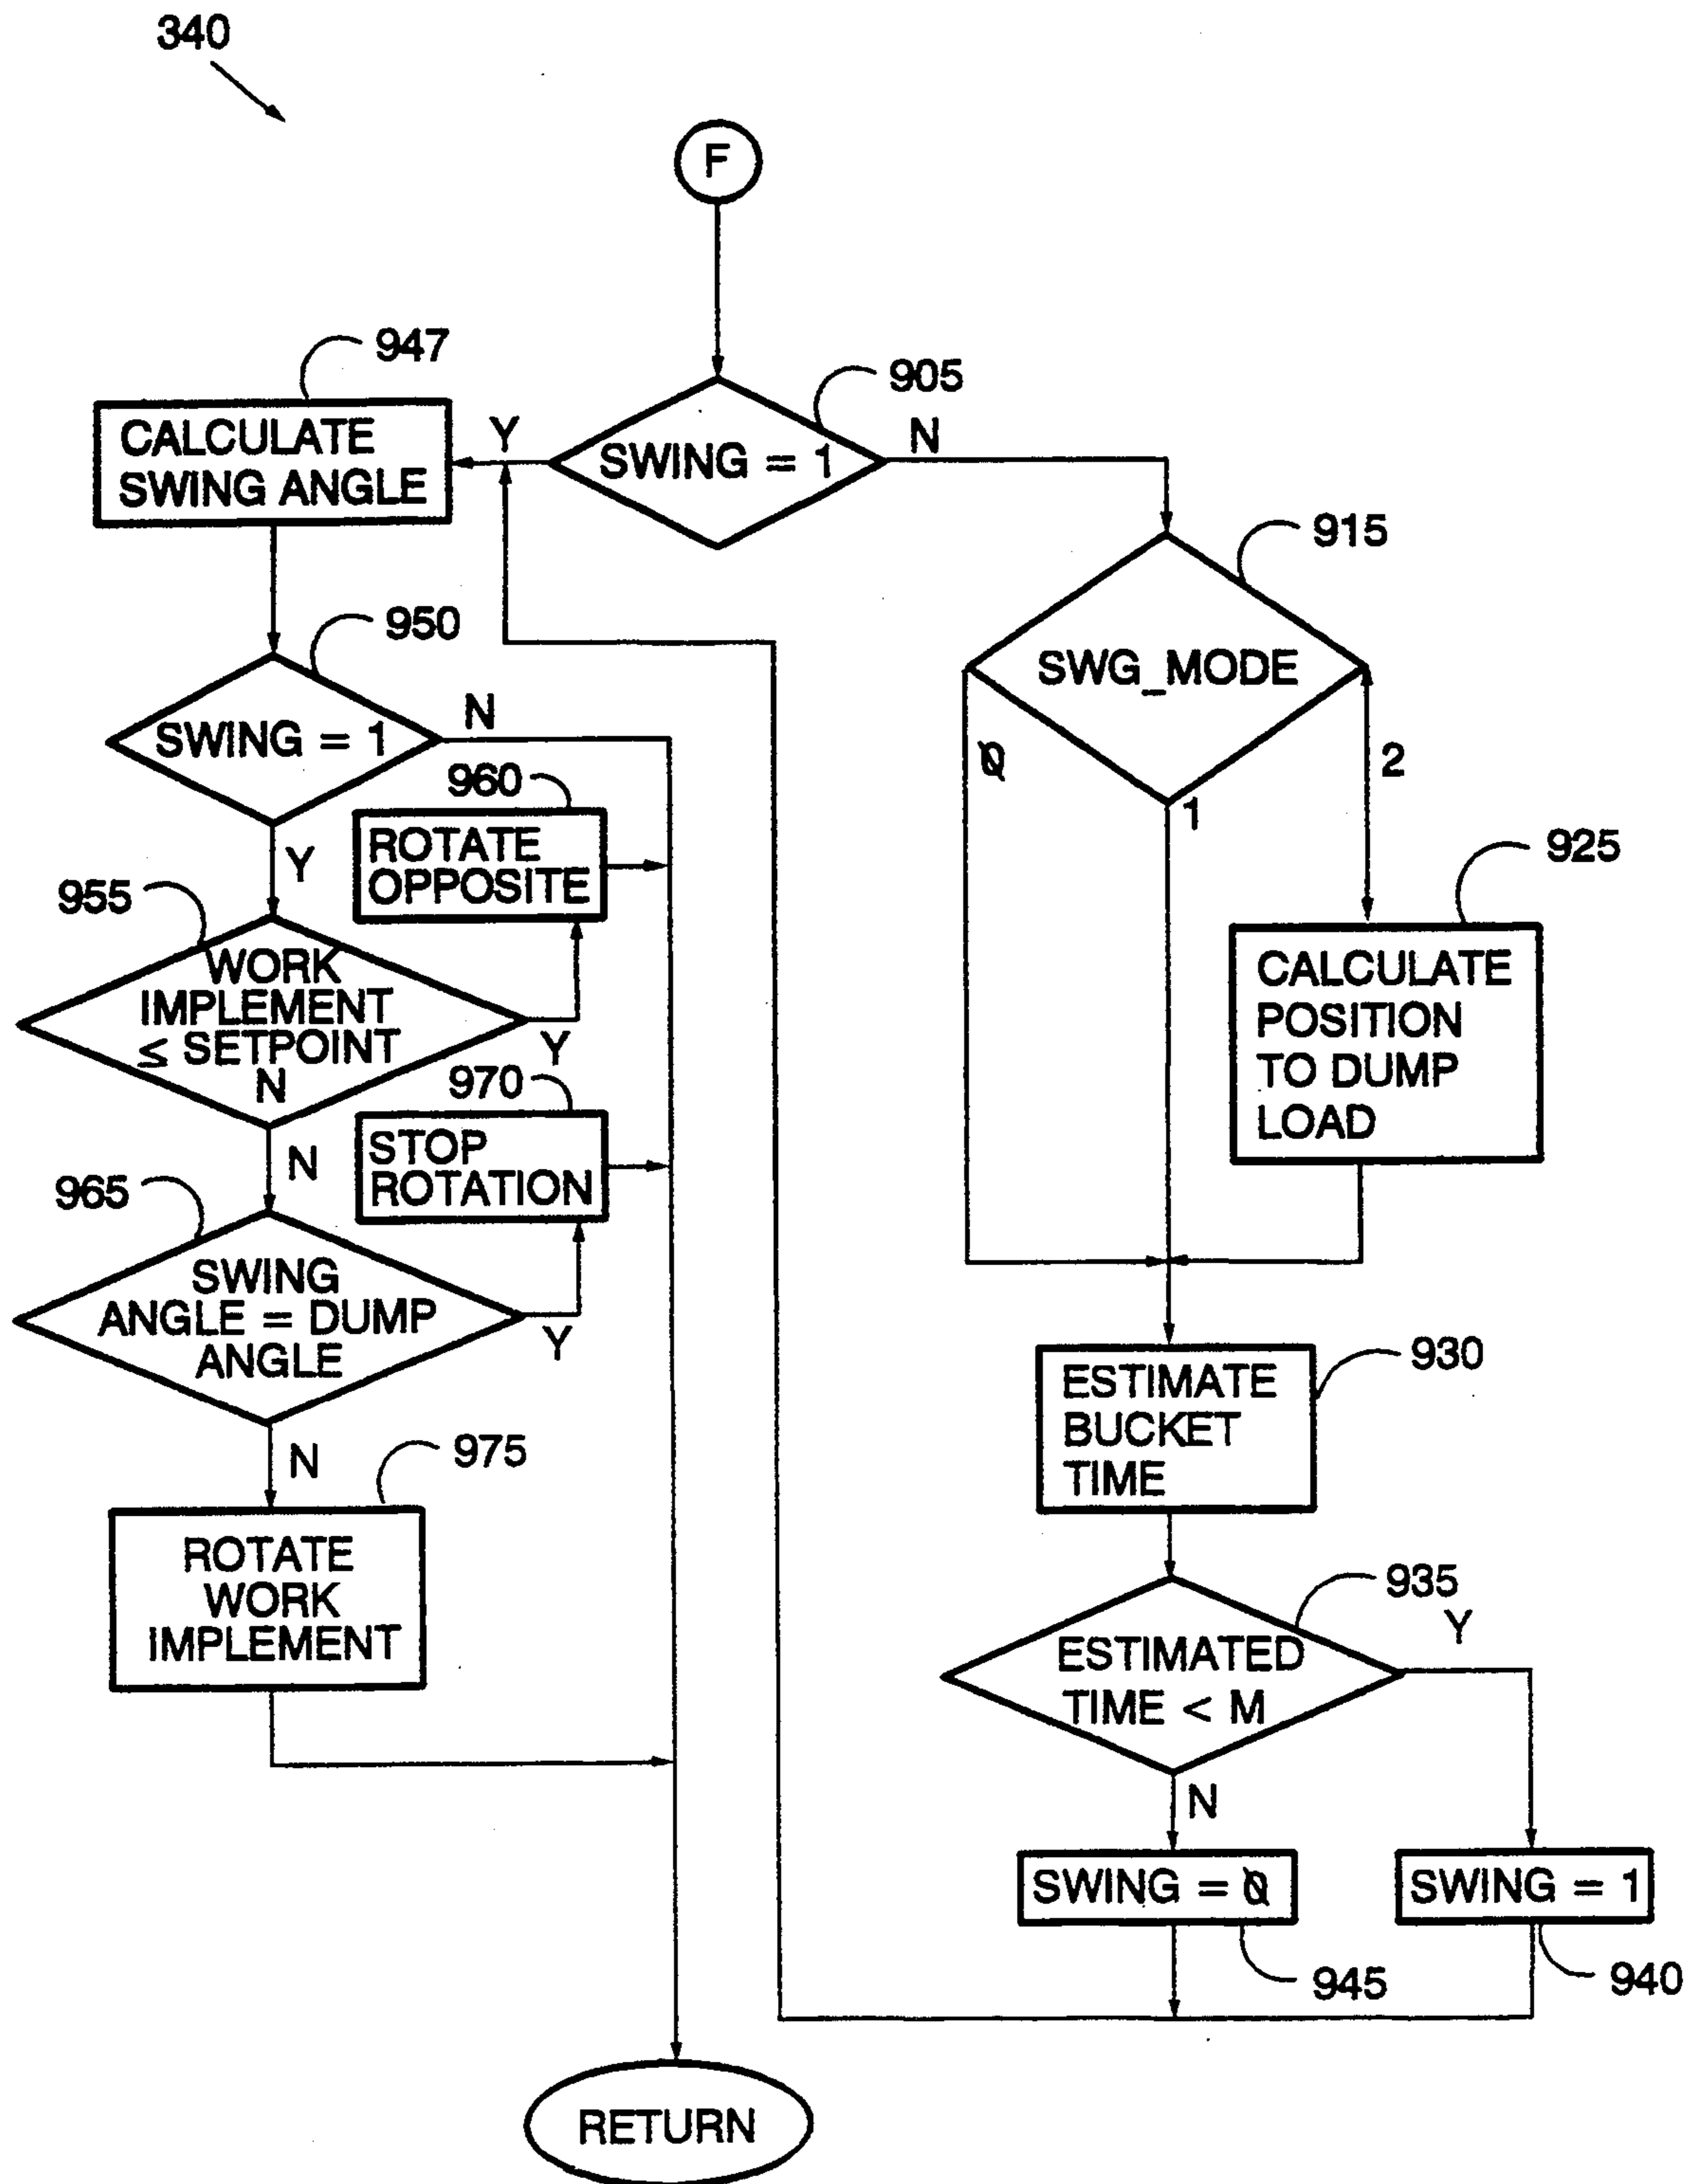 340
F
947
905
CALCULATE
SWING ANGLE
Y
SWING = 1
N
915
950
SWG_MODE
SWING = 1
N
0
2
1
960
ROTATE
OPPOSITE
Y
925
955
WORK
IMPLEMENT
≤ SETPOINT
N
Y
CALCULATE
POSITION
TO DUMP
LOAD
970
STOP
ROTATION
N
965
SWING
ANGLE = DUMP
ANGLE
Y
930
ESTIMATE
BUCKET
TIME
N
975
ROTATE
WORK
IMPLEMENT
935
Y
ESTIMATED
TIME < M
N
SWING = 0
SWING = 1
945
940
RETURN